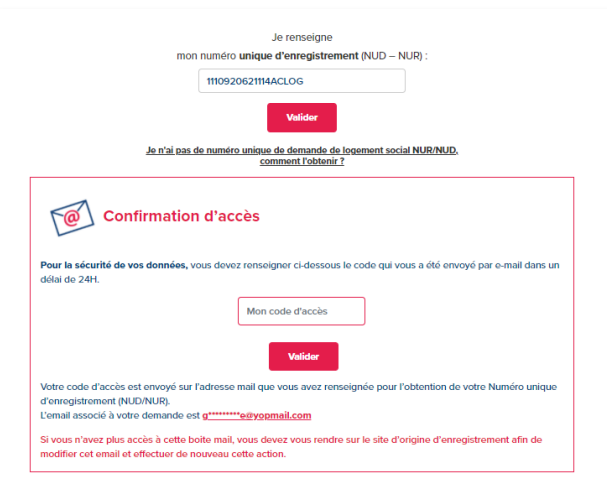 Je renseigne
mon numéro unique d'enregistrement (NUD – NUR) :
1110920621114ACLOG
Valider
Je n'ai pas de numéro unique de demande de logement social NUR/NUD,
comment l'obtenir ?
@
Confirmation d'accès
Pour la sécurité de vos données, vous devez renseigner ci-dessous le code qui vous a été envoyé par e-mail dans un
délai de 24H.
Mon code d'accès
Valider
Votre code d'accès est envoyé sur l'adresse mail que vous avez renseignée pour l'obtention de votre Numéro unique
d'enregistrement (NUD/NUR).
L'email associé à votre demande est g*********e@yopmail.com
Si vous n'avez plus accès à cette boite mail, vous devez vous rendre sur le site d'origine d'enregistrement afin de
modifier cet email et effectuer de nouveau cette action.